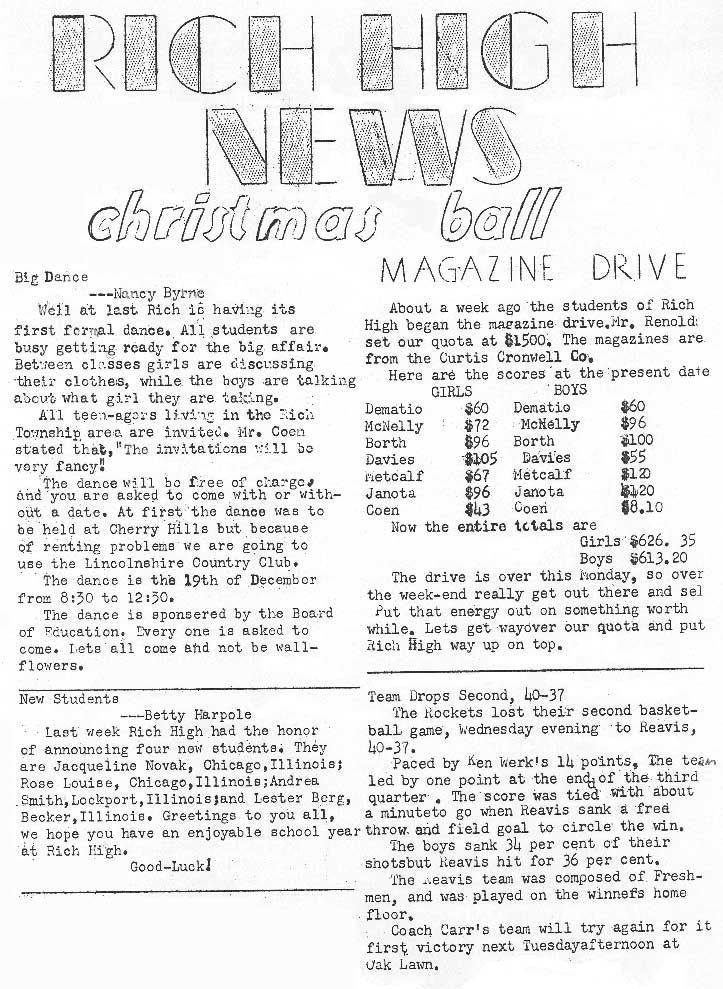 RICH HIGH
NEWS
christmas ball
Big Dance
---Nancy Byrne
Well at last Rich is having its
first formal dance. All students are
busy getting ready for the big affair.
Between classes girls are discussing
their clothes, while the boys are talking
about what girl they are taking.
All teen-agers living in the Rich
Township area are invited. Mr. Coen
stated that,"The invitations will be
very fancy"
The dance will be free of charge,
and you are asked to come with or with-
out a date. At first the dance was to
be held at Cherry Hills but because
of renting problems we are going to
use the Lincolnshire Country Club.
The dance is the 19th of December
from 8:30 to 12:30.
The dance is sponsered by the Board
of Education. Every one is asked to
come. Lets all come and not be wall-
flowers.
New Students
---Betty Harpole
Last week Rich High had the honor
of announcing four new students. They
are Jacqueline Novak, Chicago,Illinois;
Rose Louise, Chicago,Illinois;Andrea
Smith,Lockport,Illinois;and Lester Berg,
Becker,Illinois. Greetings to you all,
we hope you have an enjoyable school year
at Rich High.
Good-Luck!
MAGAZINE DRIVE
About a week ago the students of Rich
High began the magazine drive.Mr. Renolds
set our quota at $1500. The magazines are
from the Curtis Cronwell Co.
Here are the scores at the present date
GIRLS BOYS
Dematio $60 Dematio $60
McNelly $72 McNelly $96
Borth $96 Borth $100
Davies $105 Davies $55
Metcalf $67 Metcalf $120
Janota $96 Janota $120
Coen $43 Coen $8.10
Now the entire totals are
Girls $626. 35
Boys $613.20
The drive is over this Monday, so over
the week-end really get out there and sel
Put that energy out on something worth
while. Lets get wayover our quota and put
Rich High way up on top.
Team Drops Second, 40-37
The Rockets lost their second basket-
ball game, Wednesday evening to Reavis,
40-37.
Paced by Ken Werk's 14 points, The team
led by one point at the end of the third
quarter . The score was tied with about
a minuteto go when Reavis sank a free
throw and field goal to circle the win.
The boys sank 34 per cent of their
shotsbut Reavis hit for 36 per cent.
The Reavis team was composed of Fresh-
men, and was played on the winnefs home
floor.
Coach Carr's team will try again for it
first victory next Tuesdayafternoon at
Oak Lawn.